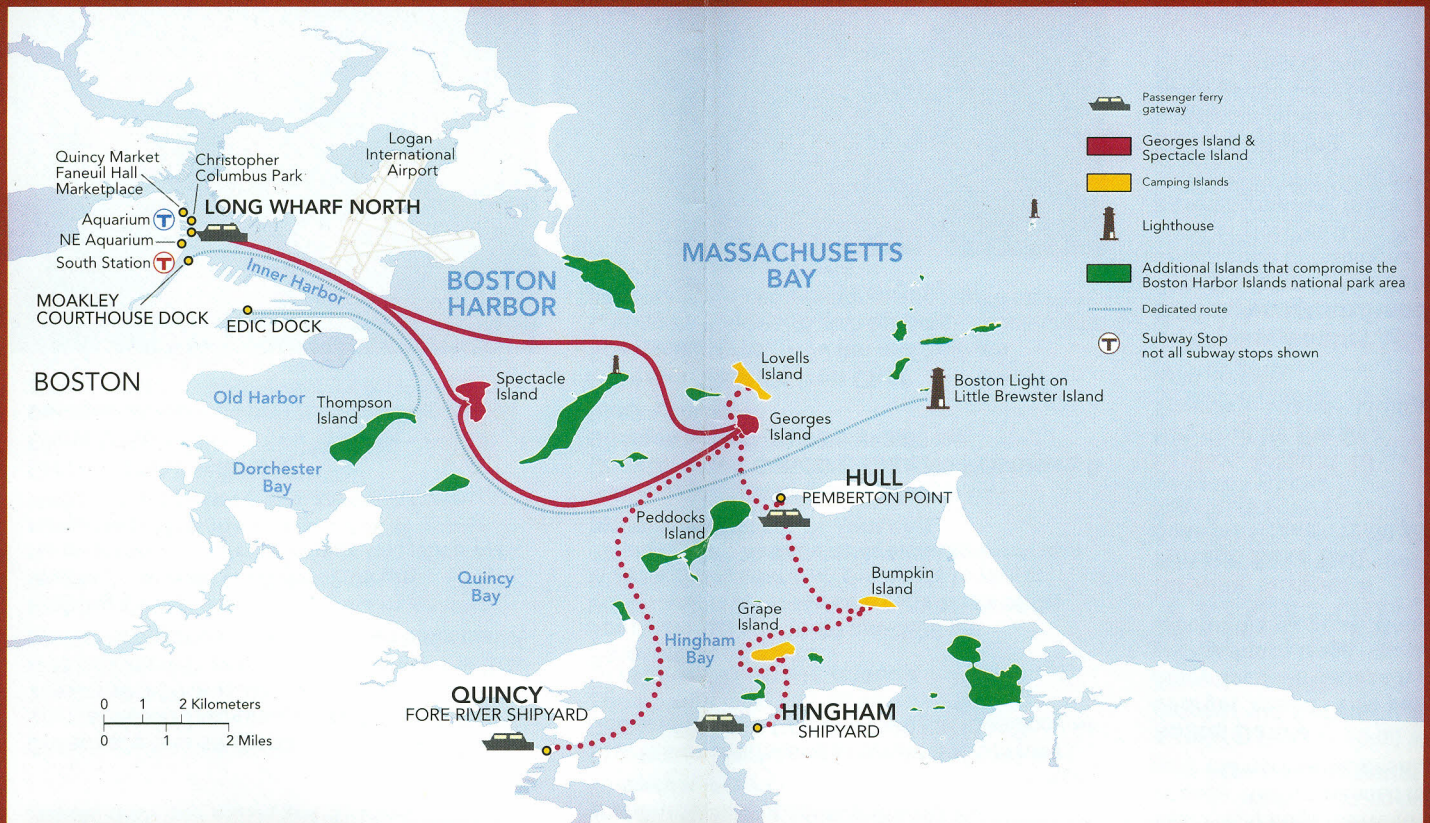 Quincy Market
Faneuil Hall
Marketplace
Christopher
Columbus Park
Logan
International
Airport
LONG WHARF NORTH
Aquarium T
NE Aquarium
South Station T
MOAKLEY
COURTHOUSE DOCK
Inner Harbor
EDIC DOCK
BOSTON
BOSTON
HARBOR
MASSACHUSETTS
BAY
Old Harbor
Thompson
Island
Dorchester
Bay
Spectacle
Island
Lovells
Island
Georges
Island
Boston Light on
Little Brewster Island
HULL
PEMBERTON POINT
Peddocks
Island
Quincy
Bay
Bumpkin
Island
Grape
Island
Hingham
Bay
QUINCY
FORE RIVER SHIPYARD
HINGHAM
SHIPYARD
0 1 2 Kilometers
0 1 2 Miles
Passenger ferry
gateway
Georges Island &
Spectacle Island
Camping Islands
Lighthouse
Additional Islands that compromise the
Boston Harbor Islands national park area
Dedicated route
T
Subway Stop
not all subway stops shown